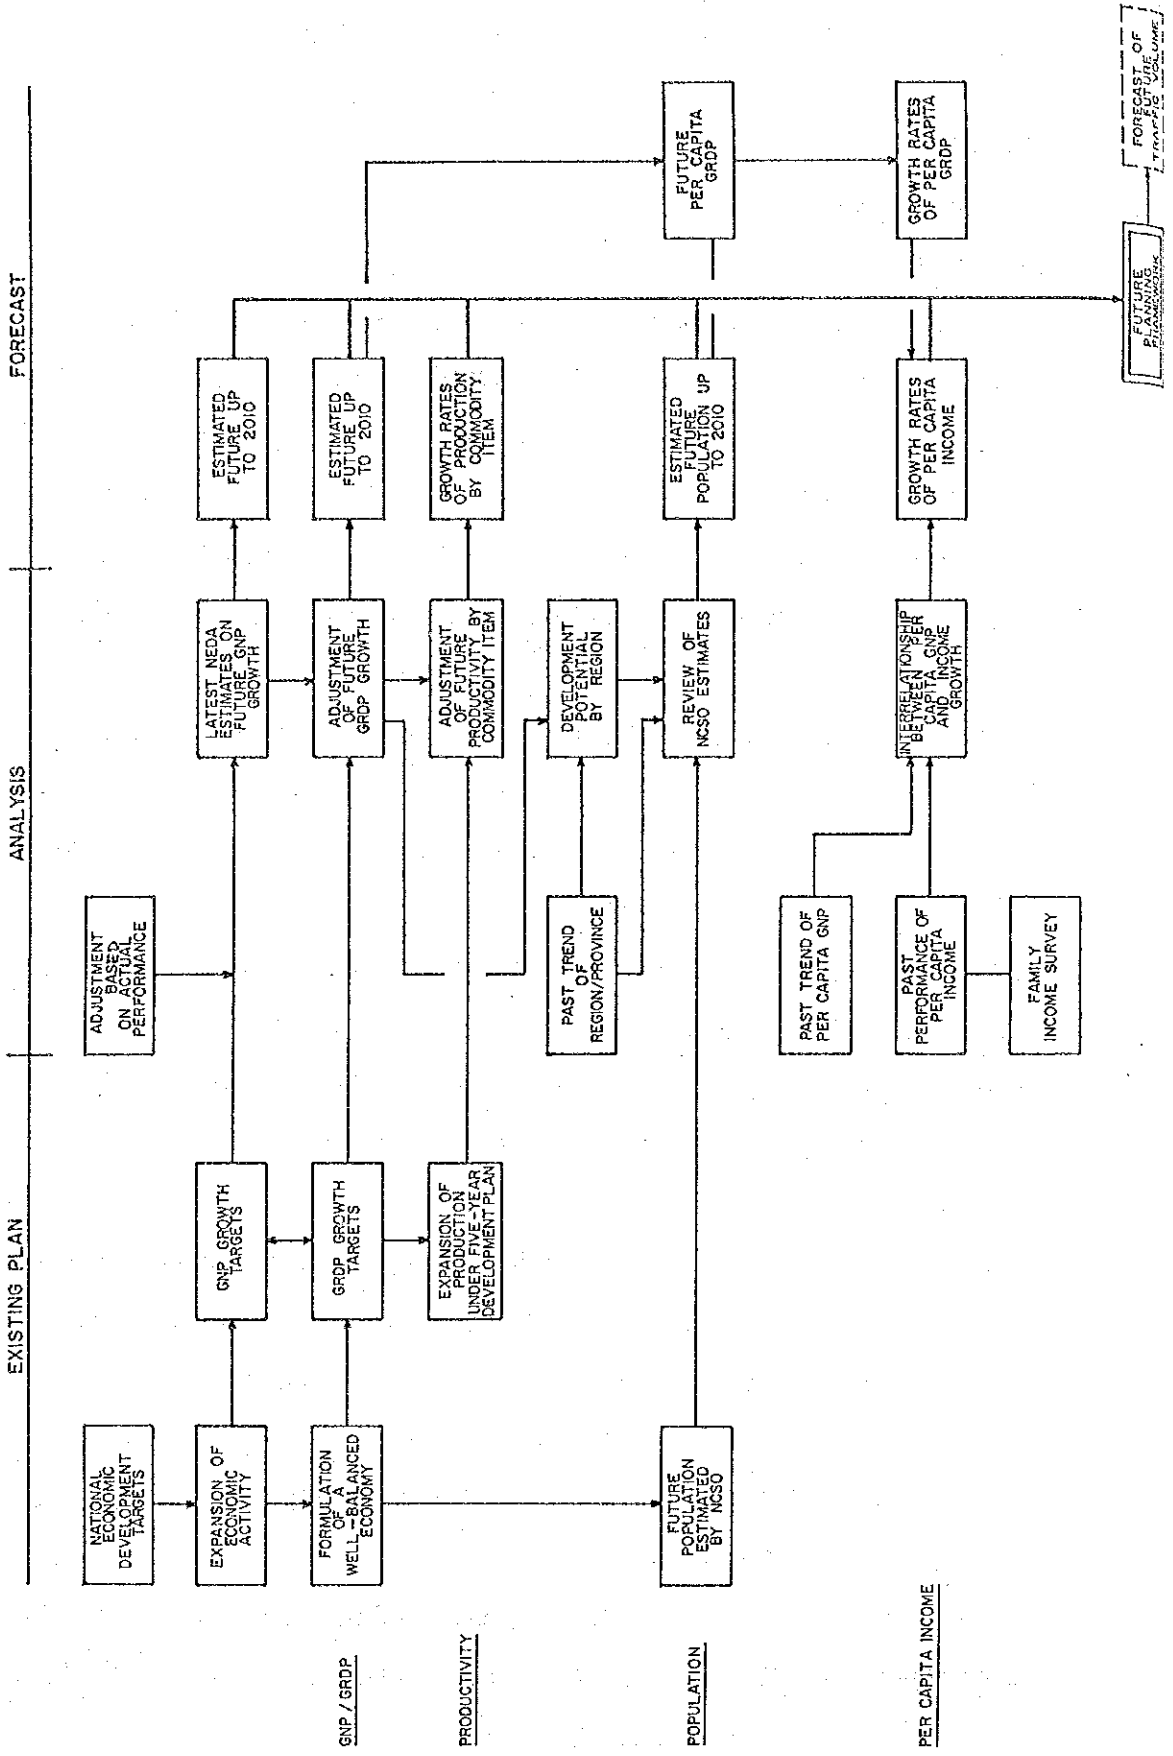 EXISTING PLAN
ANALYSIS
FORECAST
NATIONAL
ECONOMIC
DEVELOPMENT
TARGETS
ADJUSTMENT
BASED
ON ACTUAL
PERFORMANCE
GNP / GRDP
EXPANSION OF
ECONOMIC
ACTIVITY
GNP GROWTH
TARGETS
LATEST NEDA
ESTIMATES ON
FUTURE GNP
GROWTH
ESTIMATED
FUTURE UP
TO 2010
FORMULATION
OF A
WELL-BALANCED
ECONOMY
GRDP GROWTH
TARGETS
ADJUSTMENT
OF FUTURE
GRDP GROWTH
ESTIMATED
FUTURE UP
TO 2010
PRODUCTIVITY
EXPANSION OF
PRODUCTION
UNDER FIVE-YEAR
DEVELOPMENT PLAN
ADJUSTMENT
OF FUTURE
PRODUCTIVITY BY
COMMODITY ITEM
GROWTH RATES
OF PRODUCTION
BY COMMODITY
ITEM
PAST TREND
OF
REGION/PROVINCE
DEVELOPMENT
POTENTIAL
BY REGION
POPULATION
FUTURE
POPULATION
ESTIMATED
BY NCSO
REVIEW OF
NCSO ESTIMATES
ESTIMATED
FUTURE
POPULATION UP
TO 2010
FUTURE
PER CAPITA
GRDP
PAST TREND OF
PER CAPITA GNP
PER CAPITA INCOME
PAST
PERFORMANCE OF
PER CAPITA
INCOME
INTERRELATIONSHIP
BETWEEN PER
CAPITA GNP
AND INCOME
GROWTH
GROWTH RATES
OF PER CAPITA
INCOME
GROWTH RATES
OF PER CAPITA
GRDP
FAMILY
INCOME SURVEY
FUTURE
PLANNING
FRAMEWORK
FORECAST OF
FUTURE
TRAFFIC VOLUME